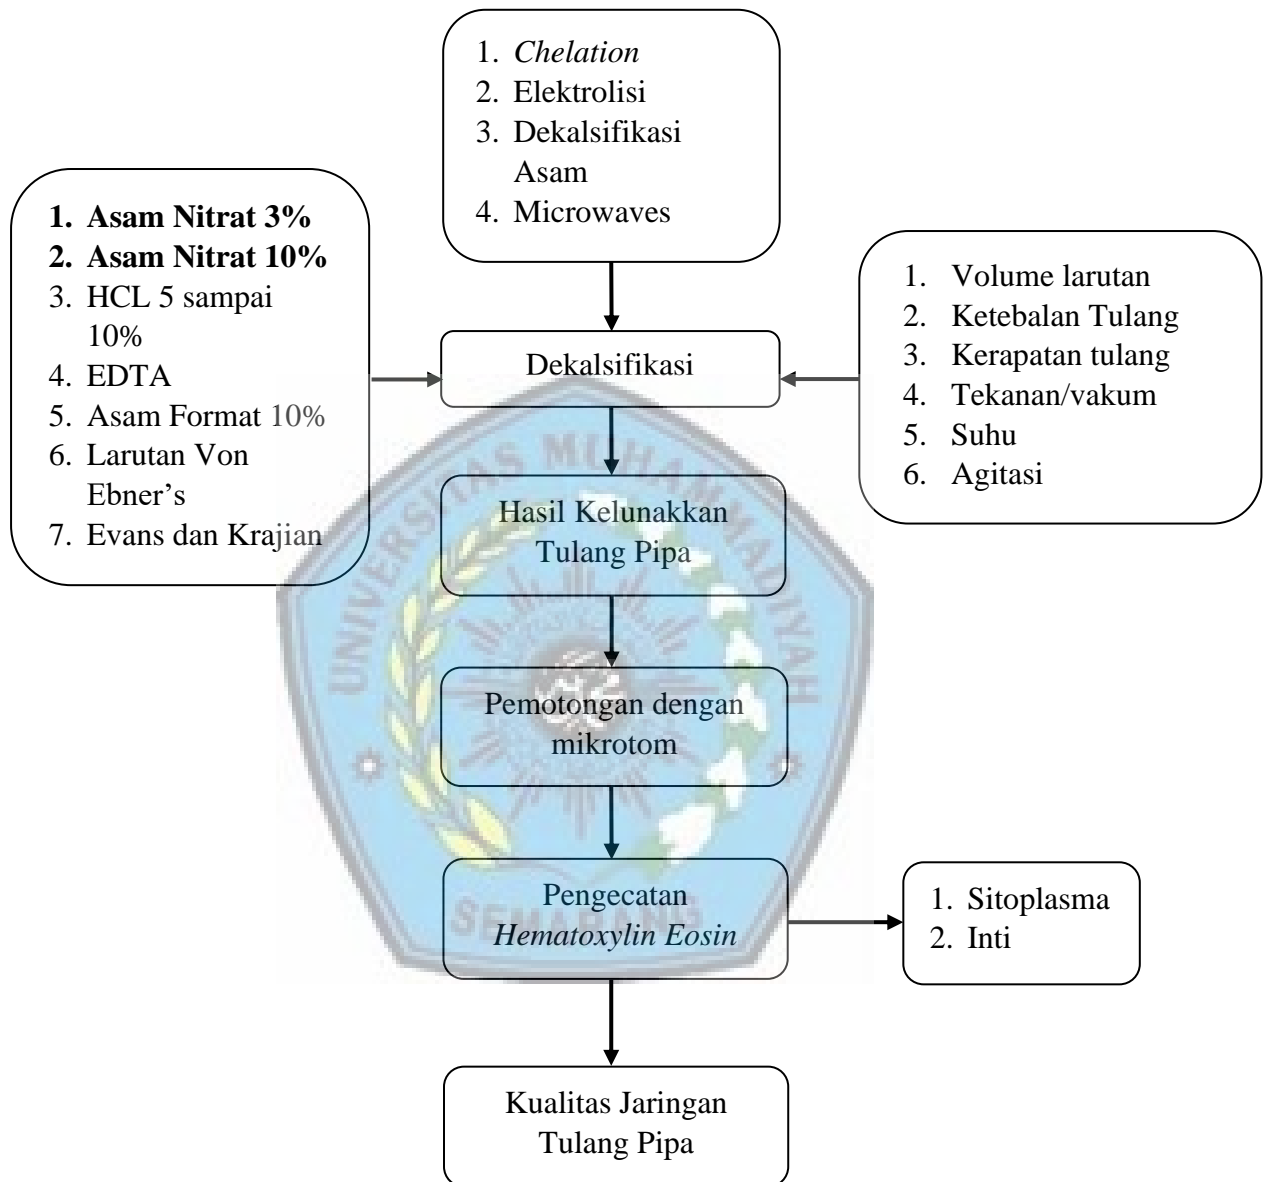 1. Chelation
2. Elektrolisi
3. Dekalsifikasi
Asam
4. Microwaves
1. Asam Nitrat 3%
2. Asam Nitrat 10%
3. HCL 5 sampai
10%
4. EDTA
5. Asam Format 10%
6. Larutan Von
Ebner’s
7. Evans dan Krajian
1. Volume larutan
2. Ketebalan Tulang
3. Kerapatan tulang
4. Tekanan/vakum
5. Suhu
6. Agitasi
Dekalsifikasi
Hasil Kelunakkan
Tulang Pipa
Pemotongan dengan
mikrotom
Pengecatan
Hematoxylin Eosin
1. Sitoplasma
2. Inti
Kualitas Jaringan
Tulang Pipa
UNIVERSITAS MUHAMMADIYAH
SEMARANG